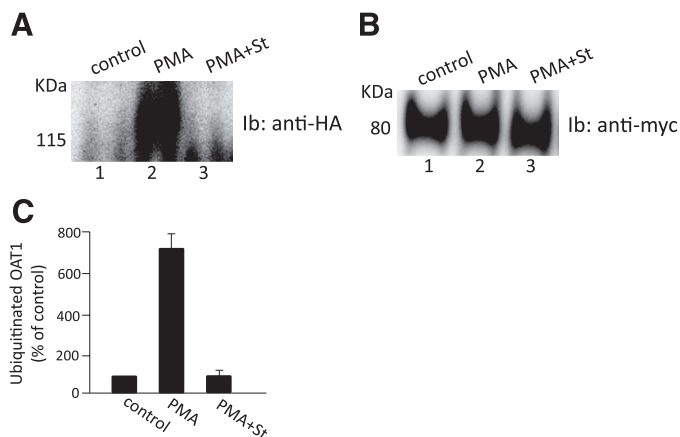 A
control PMA PMA+St
KDa
115
Ib: anti-HA
1 2 3
B
control PMA PMA+St
KDa
80
Ib: anti-myc
1 2 3
C
Ubiquitinated OAT1
(% of control)
800
600
400
200
0
control PMA PMA+St